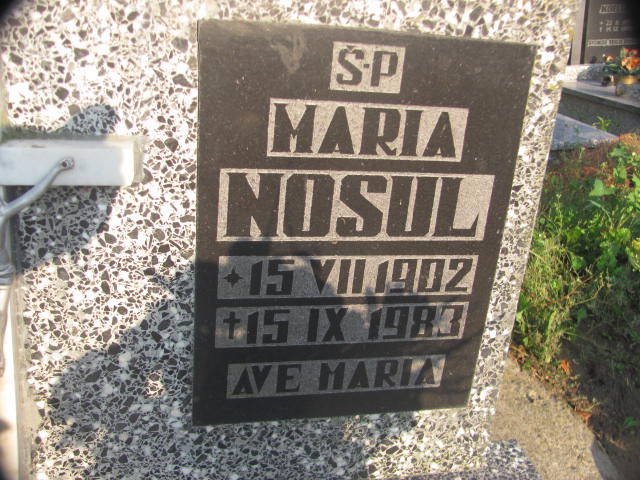 Ś·P
MARIA
NOSUL
✦15 VII 1902
†15 IX 1983
AVE MARIA